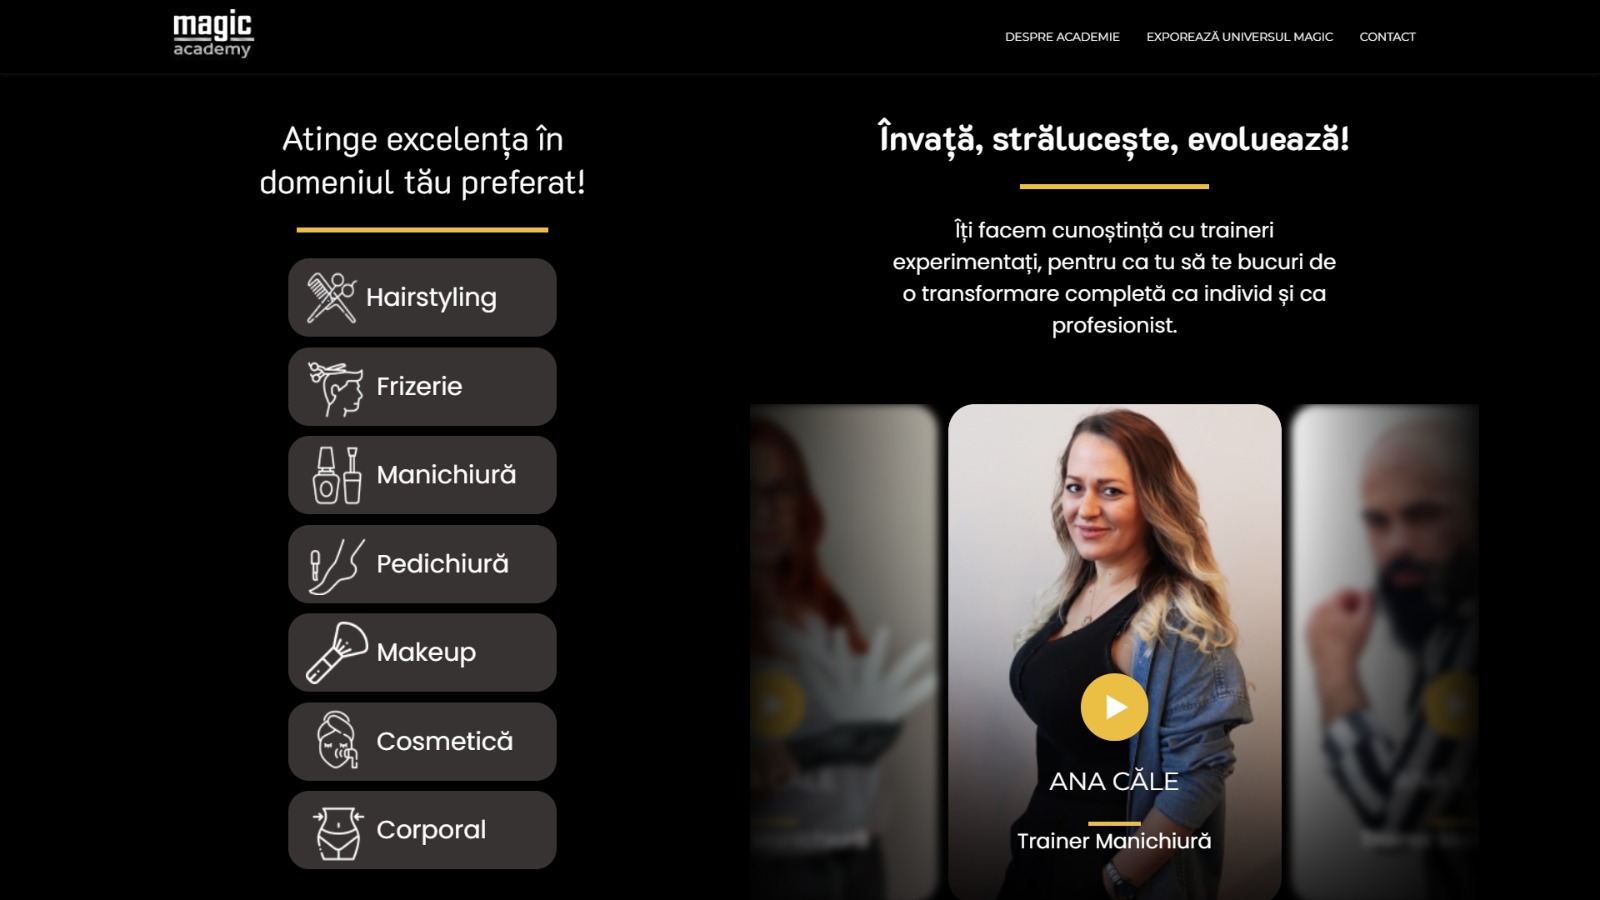 magic
academy
DESPRE ACADEMIE
EXPOREAZĂ UNIVERSUL MAGIC
CONTACT
Atinge excelența în
domeniul tău preferat!
Hairstyling
Frizerie
Manichiură
Pedichiură
Makeup
Cosmetică
Corporal
Învață, strălucește, evoluează!
Îți facem cunoștință cu traineri
experimentați, pentru ca tu să te bucuri de
o transformare completă ca individ și ca
profesionist.
ANA CĂLE
Trainer Manichiură